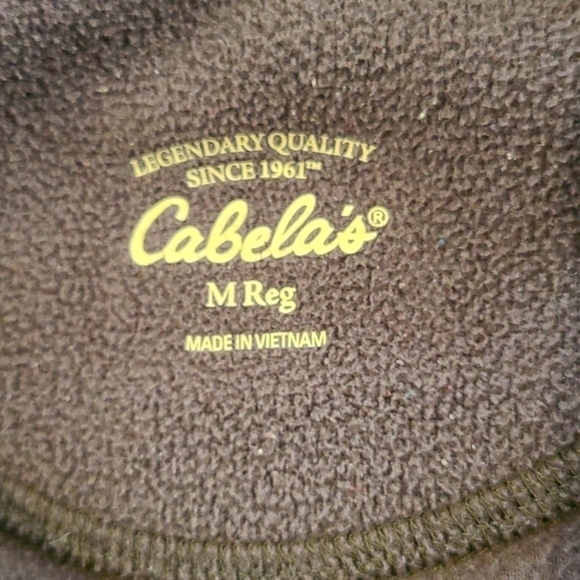 LEGENDARY QUALITY
SINCE 1961™
Cabela's®
M Reg
MADE IN VIETNAM